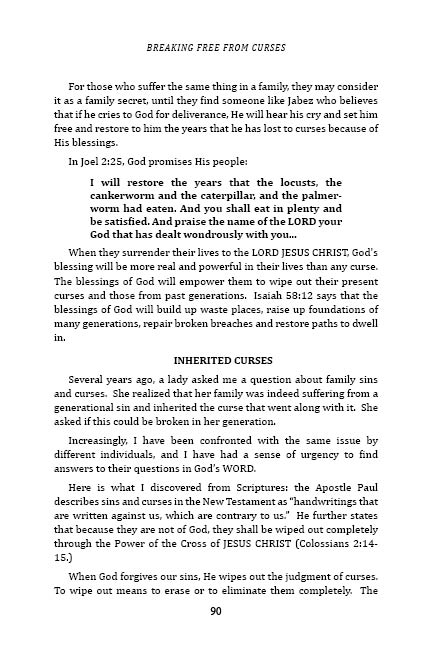 BREAKING FREE FROM CURSES
For those who suffer the same thing in a family, they may consider
it as a family secret, until they find someone like Jabez who believes
that if he cries to God for deliverance, He will hear his cry and set him
free and restore to him the years that he has lost to curses because of
His blessings.
In Joel 2:25, God promises His people:
I will restore the years that the locusts, the
cankerworm and the caterpillar, and the palmer-
worm had eaten. And you shall eat in plenty and
be satisfied. And praise the name of the LORD your
God that has dealt wondrously with you...
When they surrender their lives to the LORD JESUS CHRIST, God's
blessing will be more real and powerful in their lives than any curse.
The blessings of God will empower them to wipe out their present
curses and those from past generations. Isaiah 58:12 says that the
blessings of God will build up waste places, raise up foundations of
many generations, repair broken breaches and restore paths to dwell
in.
INHERITED CURSES
Several years ago, a lady asked me a question about family sins
and curses. She realized that her family was indeed suffering from a
generational sin and inherited the curse that went along with it. She
asked if this could be broken in her generation.
Increasingly, I have been confronted with the same issue by
different individuals, and I have had a sense of urgency to find
answers to their questions in God's WORD.
Here is what I discovered from Scriptures: the Apostle Paul
describes sins and curses in the New Testament as "handwritings that
are written against us, which are contrary to us." He further states
that because they are not of God, they shall be wiped out completely
through the Power of the Cross of JESUS CHRIST (Colossians 2:14-
15.)
When God forgives our sins, He wipes out the judgment of curses.
To wipe out means to erase or to eliminate them completely. The
90